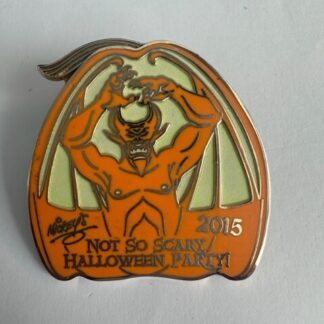 Mickey's
2015
NOT SO SCARY
HALLOWEEN PARTY!